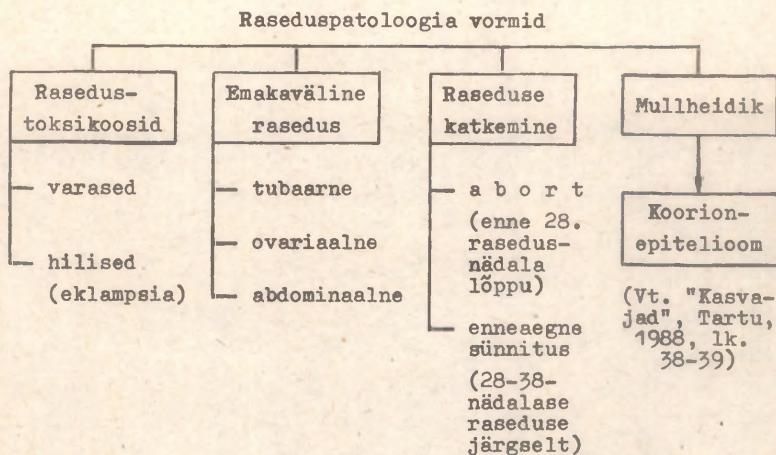 Raseduspatoloogia vormid
Rasedus-
toksikoosid
varased
hilised
(eklampsia)
Emakaväline
rasedus
tubaarne
ovariaalne
abdominaalne
Raseduse
katkemine
a b o r t
(enne 28.
rasedus-
nädala
lõppu)
enneaegne
sünnitus
(28-38-
nädalase
raseduse
järgselt)
Mullheidik
Koorion-
epitelioom
(Vt. "Kasva-
jad", Tartu,
1988, lk.
38-39)